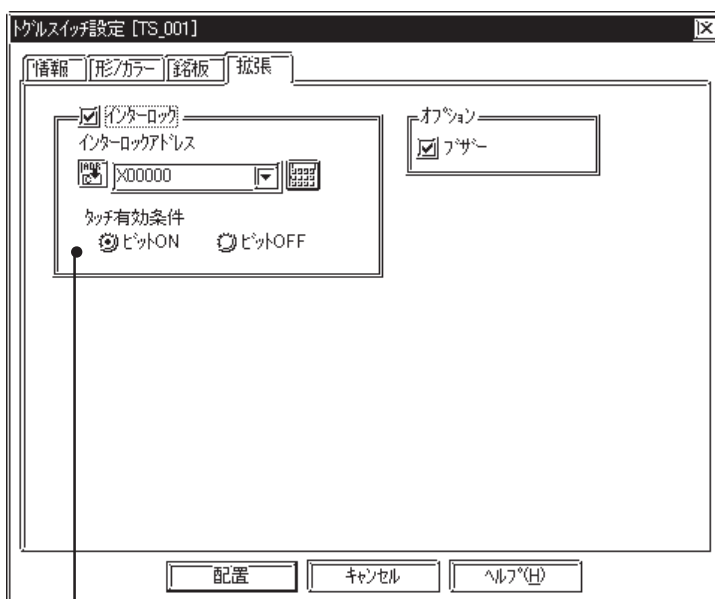 トグルスイッチ設定 [TS_001]
情報 形/カラー 銘板 拡張
インターロック
インターロックアドレス
X00000
タッチ有効条件
ビットON ビットOFF
オプション
ブザー
配置 キャンセル ヘルプ(H)